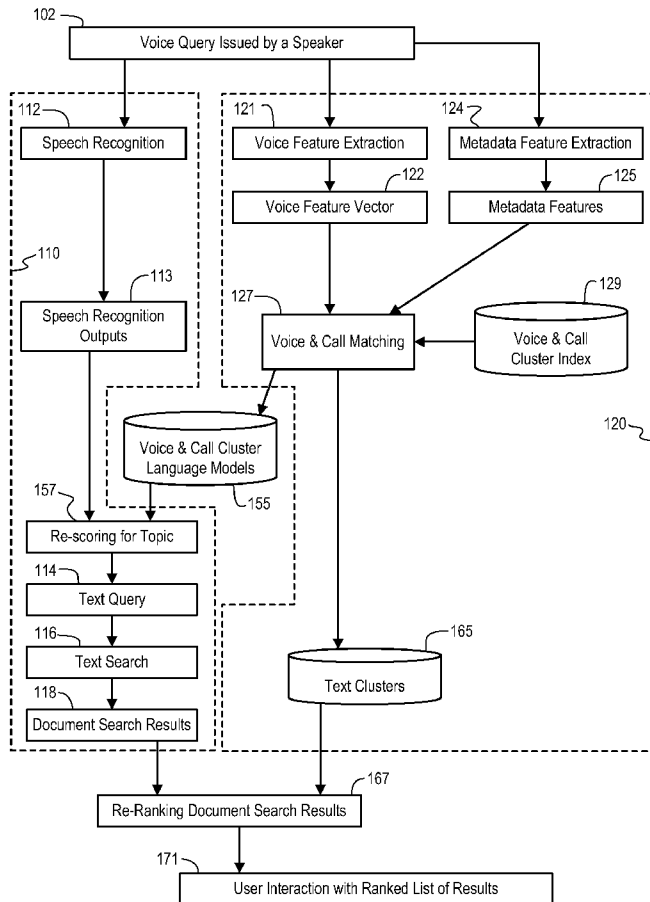 102
Voice Query Issued by a Speaker
112
Speech Recognition
121
Voice Feature Extraction
124
Metadata Feature Extraction
122
Voice Feature Vector
125
Metadata Features
110
113
Speech Recognition
Outputs
127
Voice & Call Matching
129
Voice & Call
Cluster Index
120
Voice & Call Cluster
Language Models
155
157
Re-scoring for Topic
114
Text Query
116
Text Search
118
Document Search Results
165
Text Clusters
167
Re-Ranking Document Search Results
171
User Interaction with Ranked List of Results